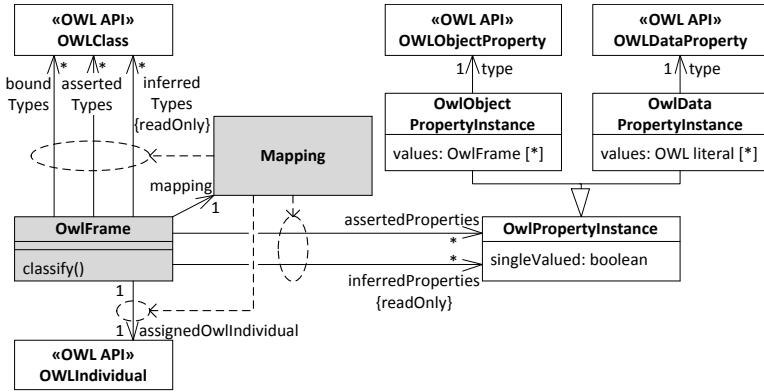 «OWL API»
OWLClass
«OWL API»
OWLObjectProperty
«OWL API»
OWLDataProperty
*
*
*
bound
Types
asserted
Types
inferred
Types
{readOnly}
1
type
1
type
OwlObject
PropertyInstance
values: OwlFrame [*]
OwlData
PropertyInstance
values: OWL literal [*]
Mapping
mapping
1
OwlFrame
classify()
assertedProperties
*
*
inferredProperties
{readOnly}
OwlPropertyInstance
singleValued: boolean
1
1
assignedOwlIndividual
«OWL API»
OWLIndividual